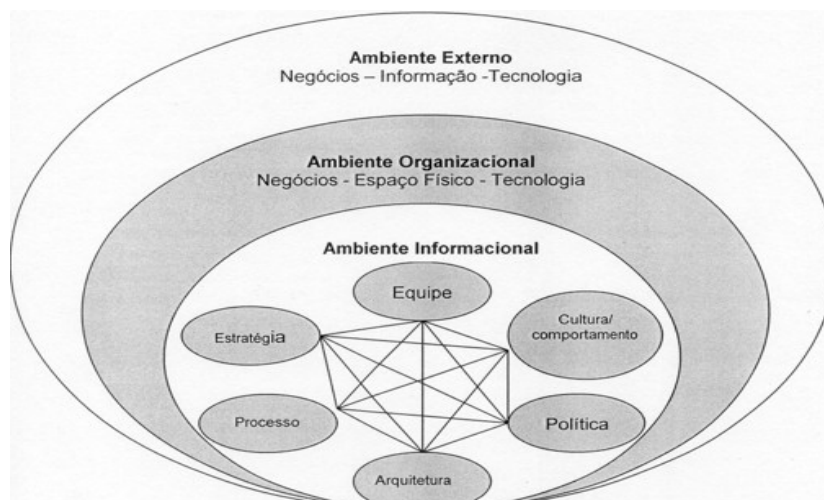 Ambiente Externo
Negócios – Informação -Tecnologia
Ambiente Organizacional
Negócios - Espaço Físico - Tecnologia
Ambiente Informacional
Equipe
Estratégia
Cultura/
comportamento
Processo
Política
Arquitetura